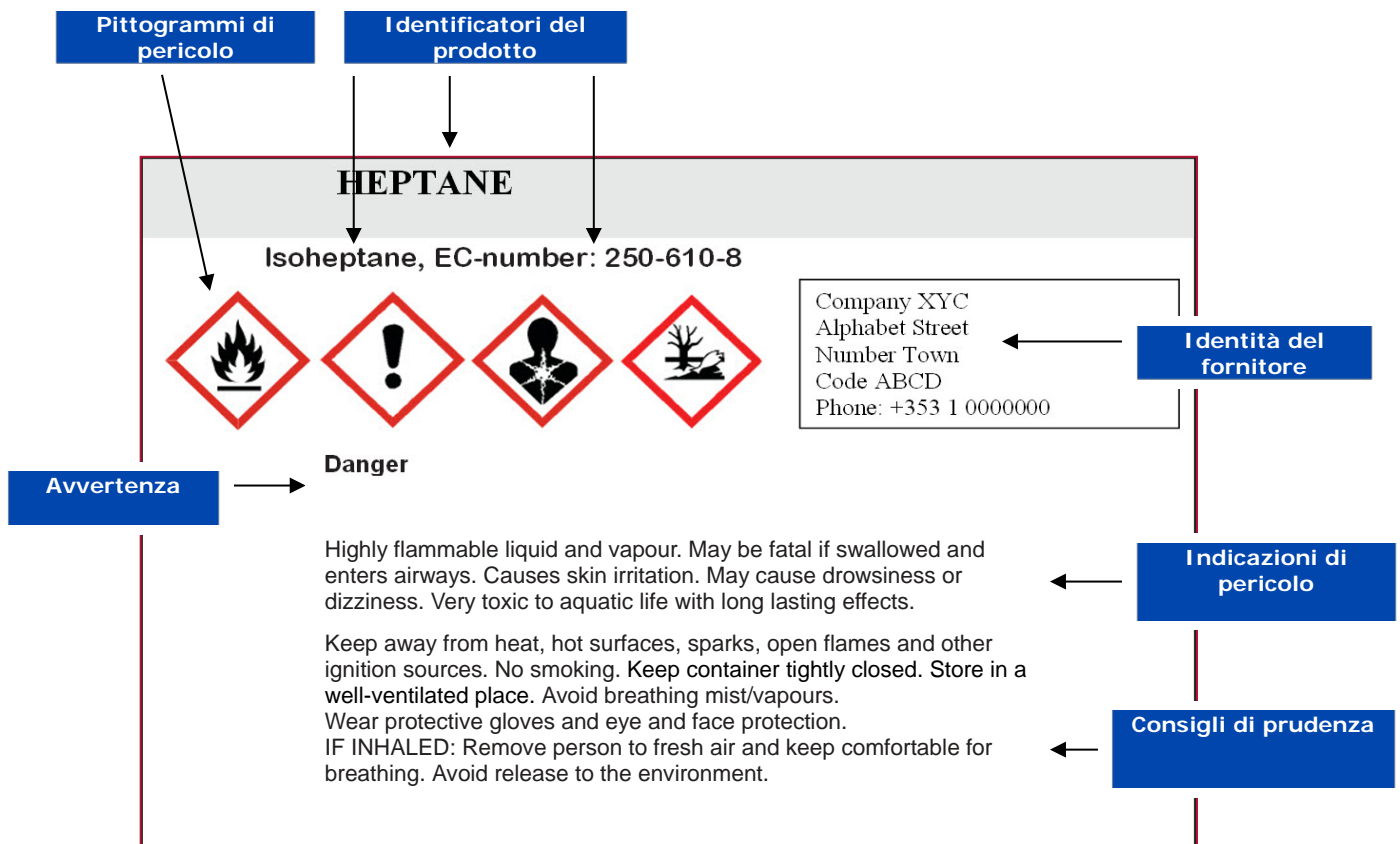 Pittogrammi di
pericolo
Identificatori del
prodotto
HEPTANE
Isoheptane, EC-number: 250-610-8
Company XYC
Alphabet Street
Number Town
Code ABCD
Phone: +353 1 0000000
Identità del
fornitore
Danger
Avvertenza
Highly flammable liquid and vapour. May be fatal if swallowed and
enters airways. Causes skin irritation. May cause drowsiness or
dizziness. Very toxic to aquatic life with long lasting effects.
Indicazioni di
pericolo
Keep away from heat, hot surfaces, sparks, open flames and other
ignition sources. No smoking. Keep container tightly closed. Store in a
well-ventilated place. Avoid breathing mist/vapours.
Wear protective gloves and eye and face protection.
IF INHALED: Remove person to fresh air and keep comfortable for
breathing. Avoid release to the environment.
Consigli di prudenza